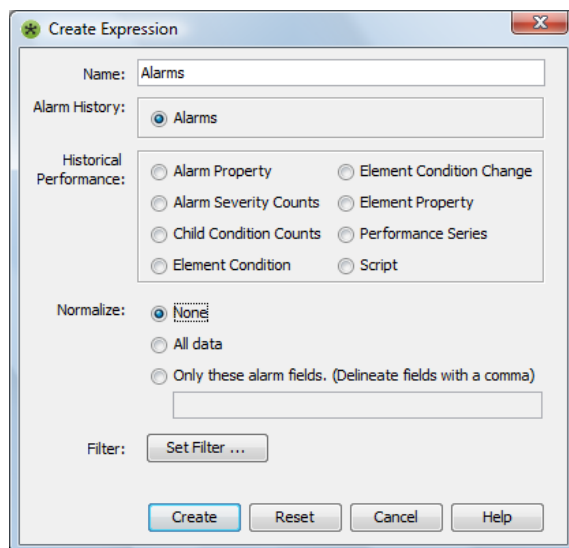 Create Expression
Name: Alarms
Alarm History: Alarms
Historical Performance:
Alarm Property Element Condition Change
Alarm Severity Counts Element Property
Child Condition Counts Performance Series
Element Condition Script
Normalize: None
All data
Only these alarm fields. (Delineate fields with a comma)
Filter: Set Filter ...
Create Reset Cancel Help